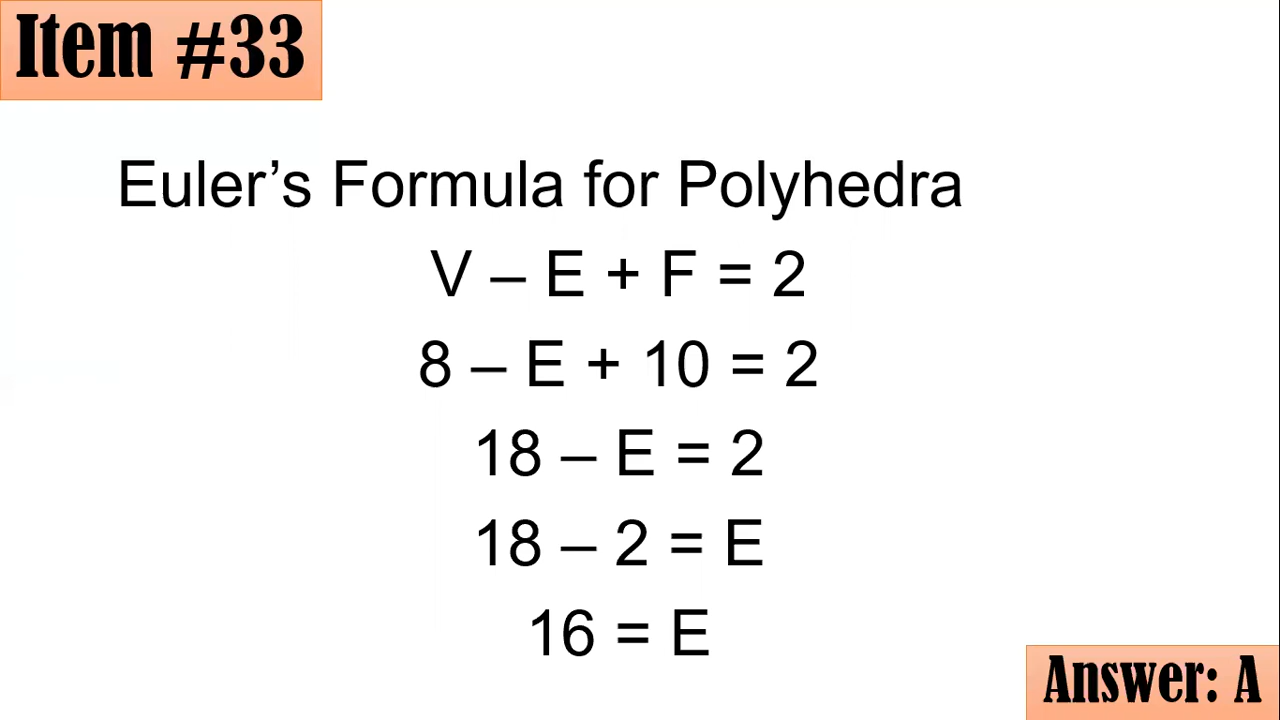 Item #33
Euler’s Formula for Polyhedra
V – E + F = 2
8 – E + 10 = 2
18 – E = 2
18 – 2 = E
16 = E
Answer: A